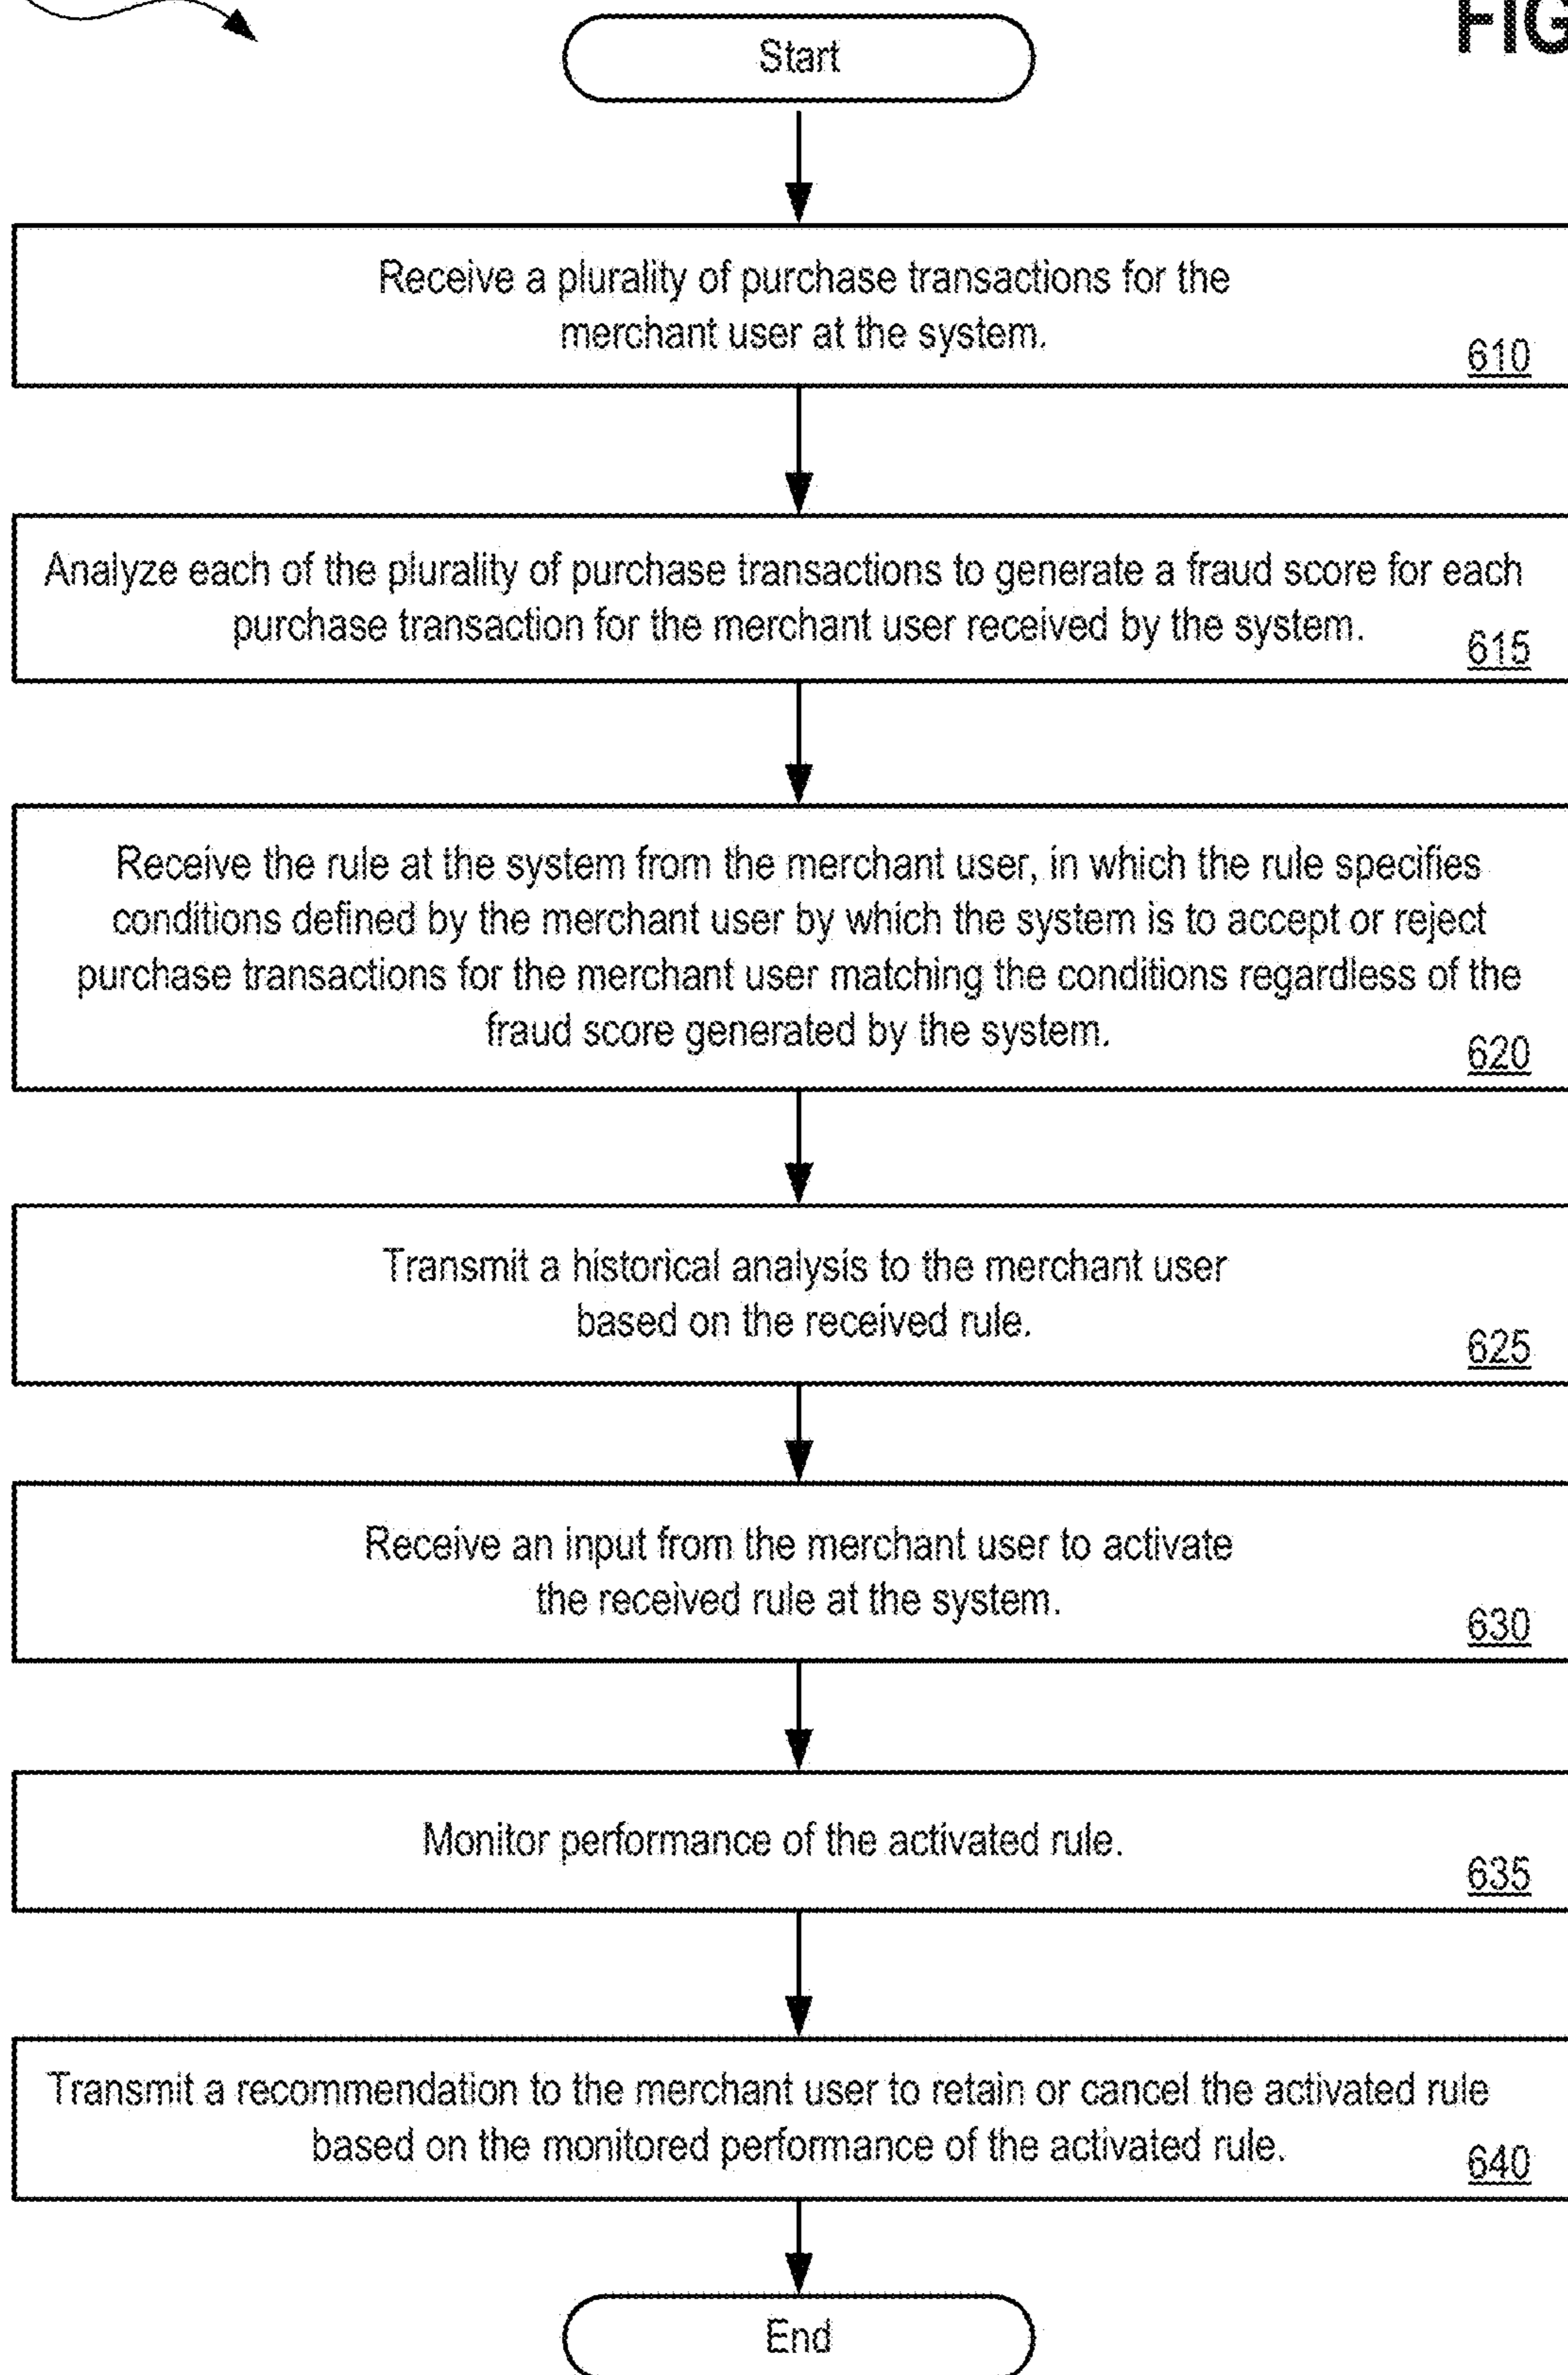 FIG
Start
Receive a plurality of purchase transactions for the
merchant user at the system.
610
Analyze each of the plurality of purchase transactions to generate a fraud score for each
purchase transaction for the merchant user received by the system.
615
Receive the rule at the system from the merchant user, in which the rule specifies
conditions defined by the merchant user by which the system is to accept or reject
purchase transactions for the merchant user matching the conditions regardless of the
fraud score generated by the system.
620
Transmit a historical analysis to the merchant user
based on the received rule.
625
Receive an input from the merchant user to activate
the received rule at the system.
630
Monitor performance of the activated rule.
635
Transmit a recommendation to the merchant user to retain or cancel the activated rule
based on the monitored performance of the activated rule.
640
End